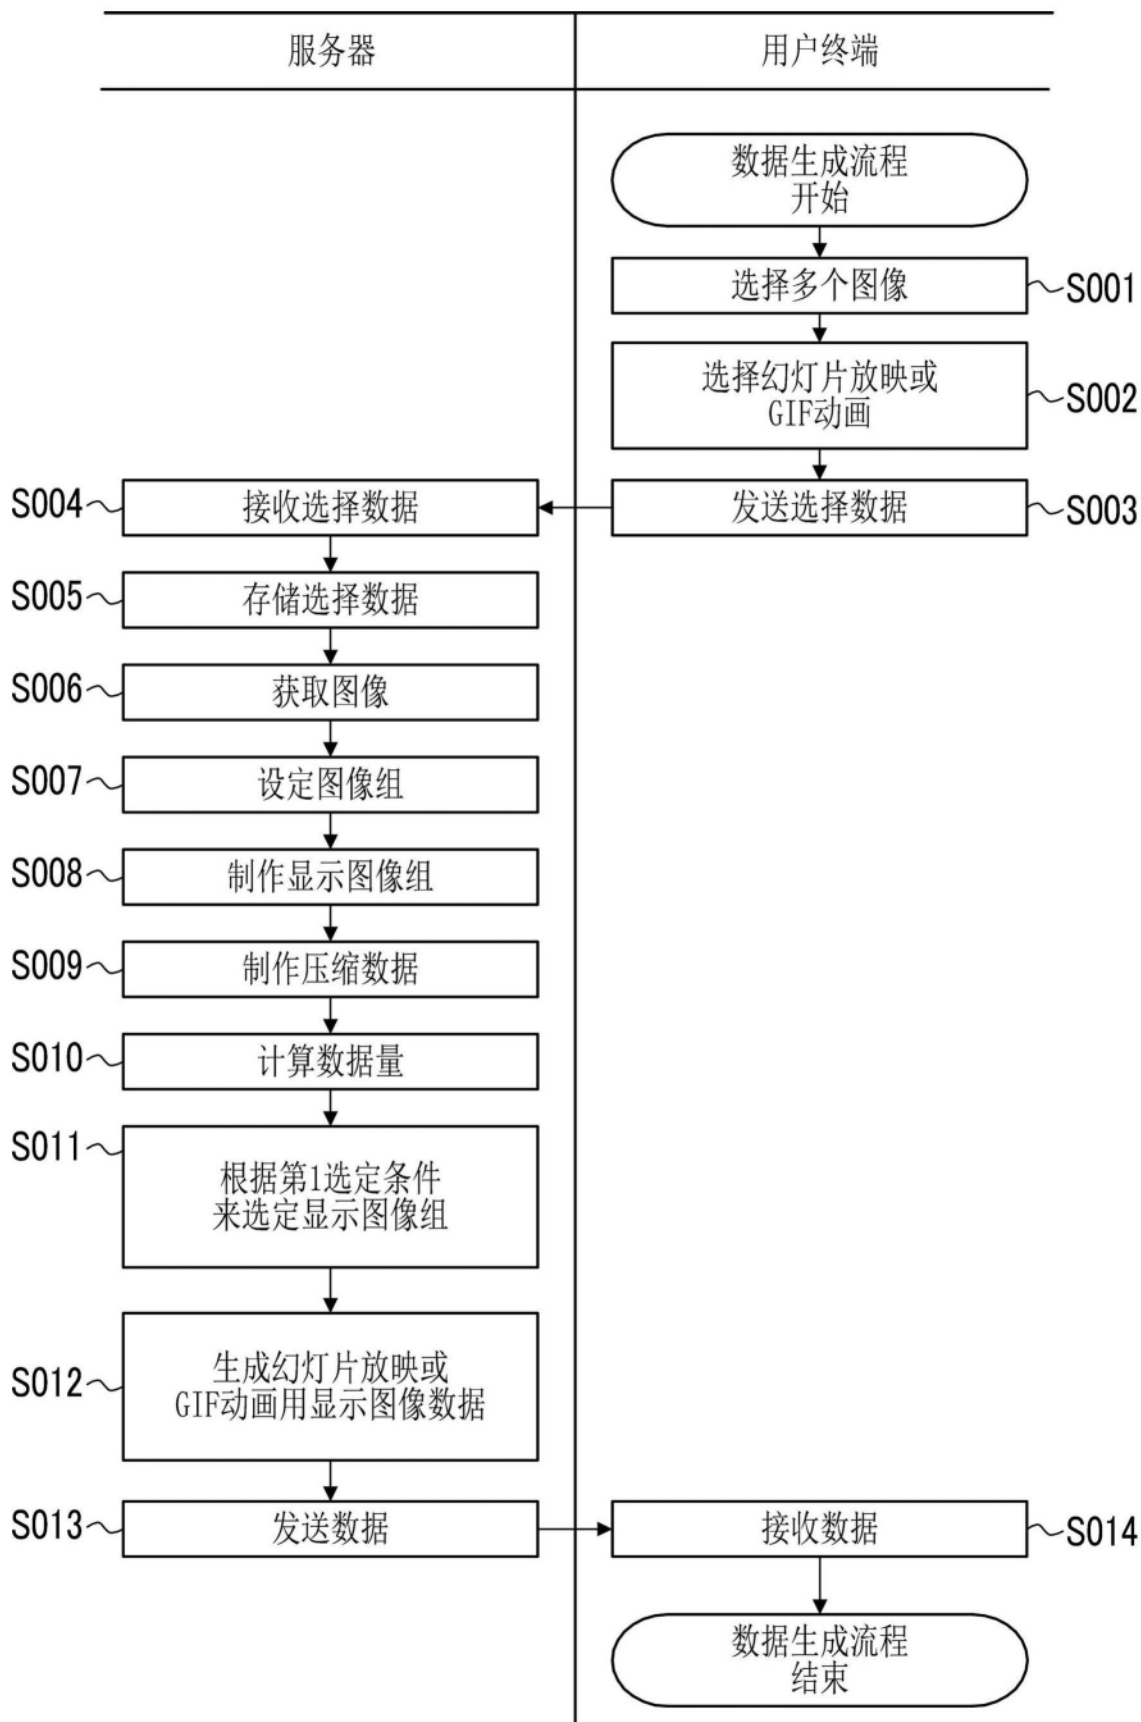 服务器
用户终端
数据生成流程
开始
选择多个图像
S001
选择幻灯片放映或
GIF动画
S002
S004
接收选择数据
发送选择数据
S003
S005
存储选择数据
S006
获取图像
S007
设定图像组
S008
制作显示图像组
S009
制作压缩数据
S010
计算数据量
S011
根据第1选定条件
来选定显示图像组
S012
生成幻灯片放映或
GIF动画用显示图像数据
S013
发送数据
接收数据
S014
数据生成流程
结束